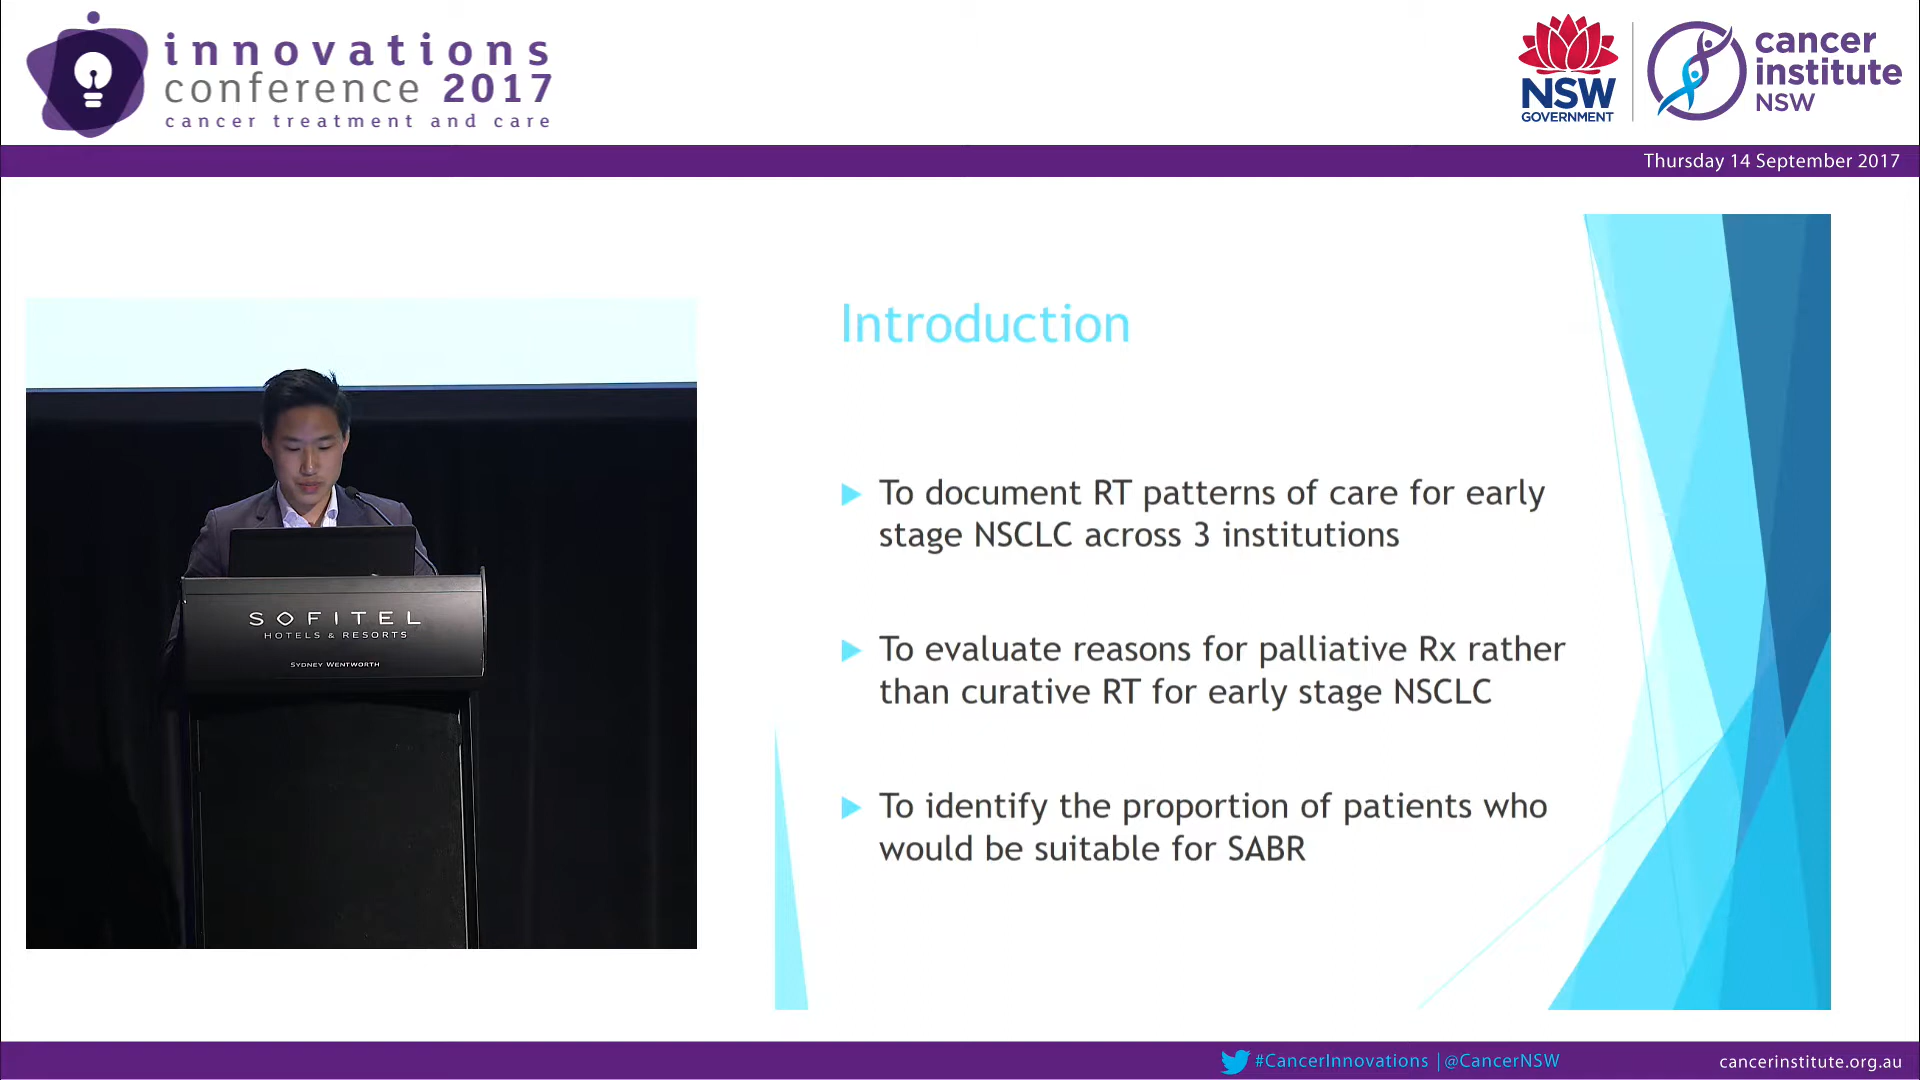 innovations
conference 2017
cancer treatment and care
NSW
GOVERNMENT
cancer
institute
NSW
Thursday 14 September 2017
SOFITEL
HOTELS & RESORTS
SYDNEY WENTWORTH
Introduction
To document RT patterns of care for early
stage NSCLC across 3 institutions
To evaluate reasons for palliative Rx rather
than curative RT for early stage NSCLC
To identify the proportion of patients who
would be suitable for SABR
#CancerInnovations | @CancerNSW
cancerinstitute.org.au